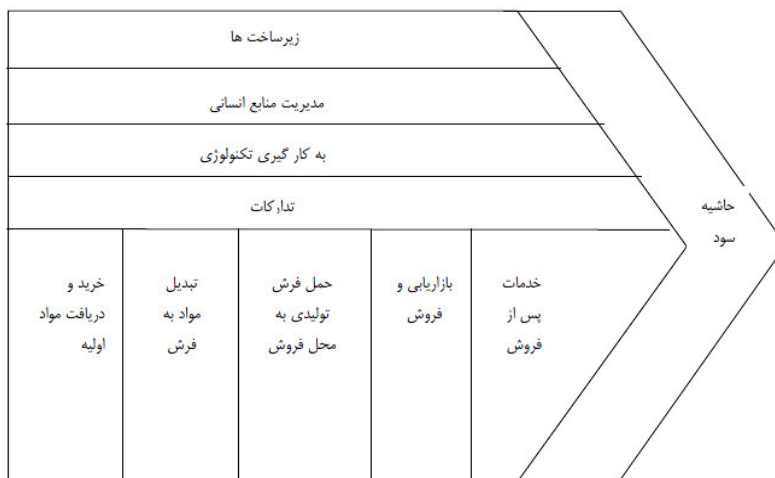 زیرساخت ها
مدیریت منابع انسانی
به کار گیری تکنولوژی
تدارکات
حاشیه
سود
خدمات
پس از
فروش
بازاریابی و
فروش
حمل فرش
تولیدی به
محل فروش
تبدیل
مواد به
فرش
خرید و
دریافت مواد
اولیه